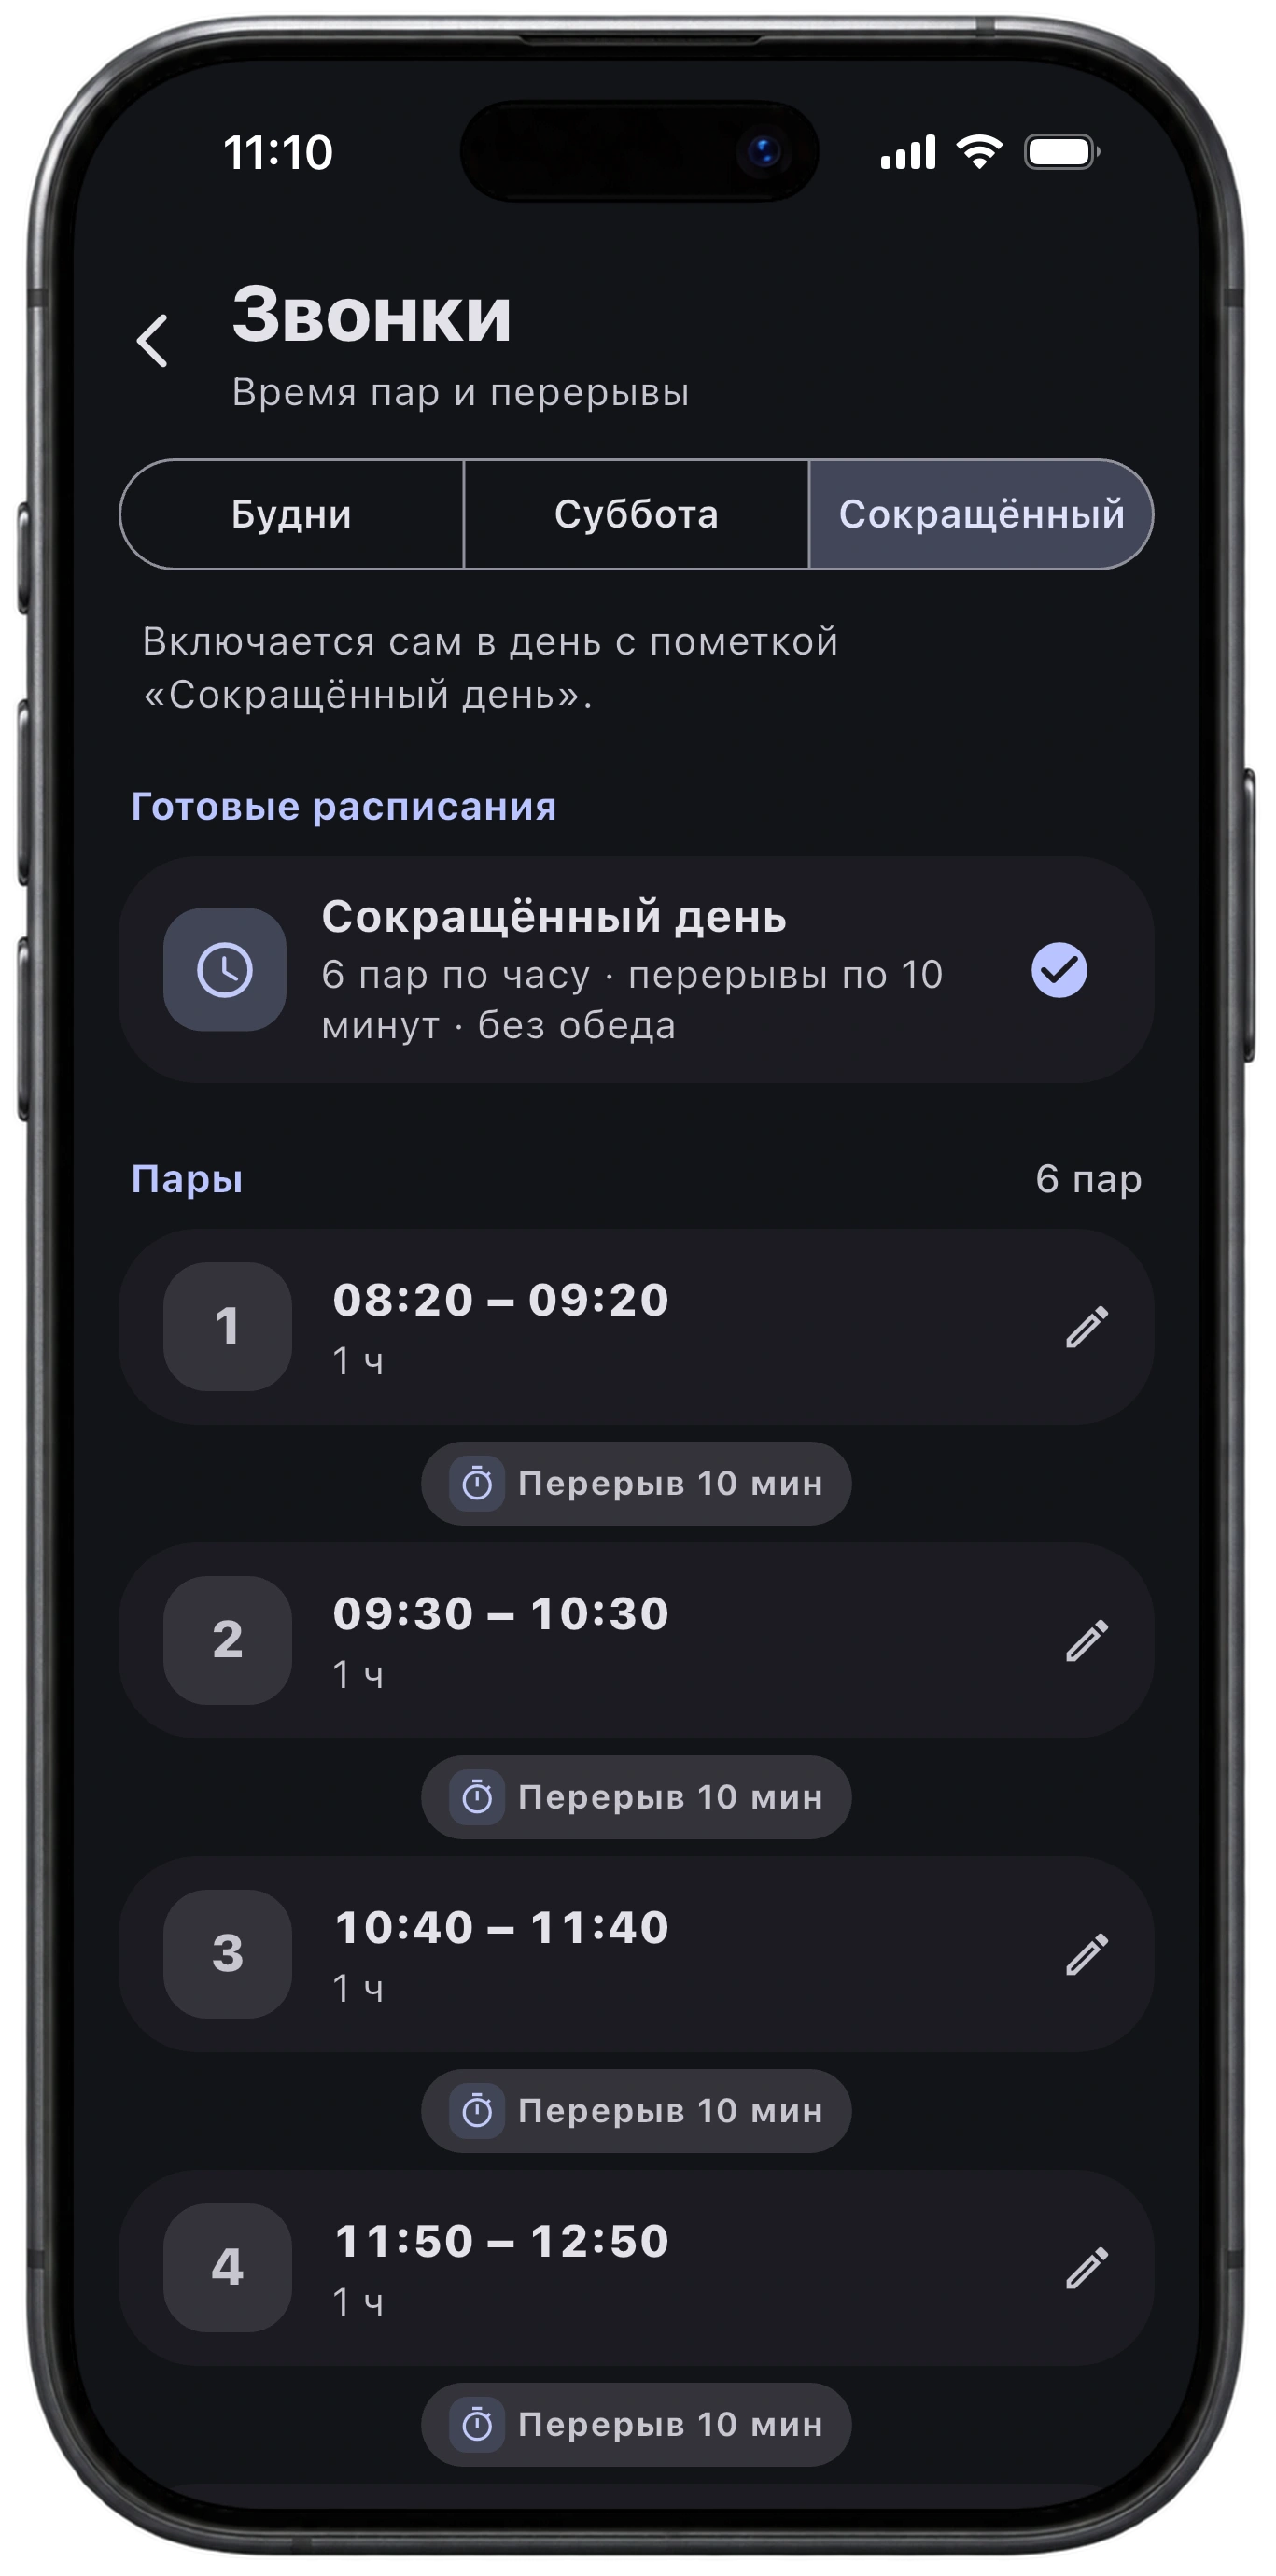 11:10
Звонки
Время пар и перерывы
Будни
Суббота
Сокращённый
Включается сам в день с пометкой
«Сокращённый день».
Готовые расписания
Сокращённый день
6 пар по часу · перерывы по 10
минут · без обеда
Пары
6 пар
1
08:20 – 09:20
1 ч
Перерыв 10 мин
2
09:30 – 10:30
1 ч
Перерыв 10 мин
3
10:40 – 11:40
1 ч
Перерыв 10 мин
4
11:50 – 12:50
1 ч
Перерыв 10 мин